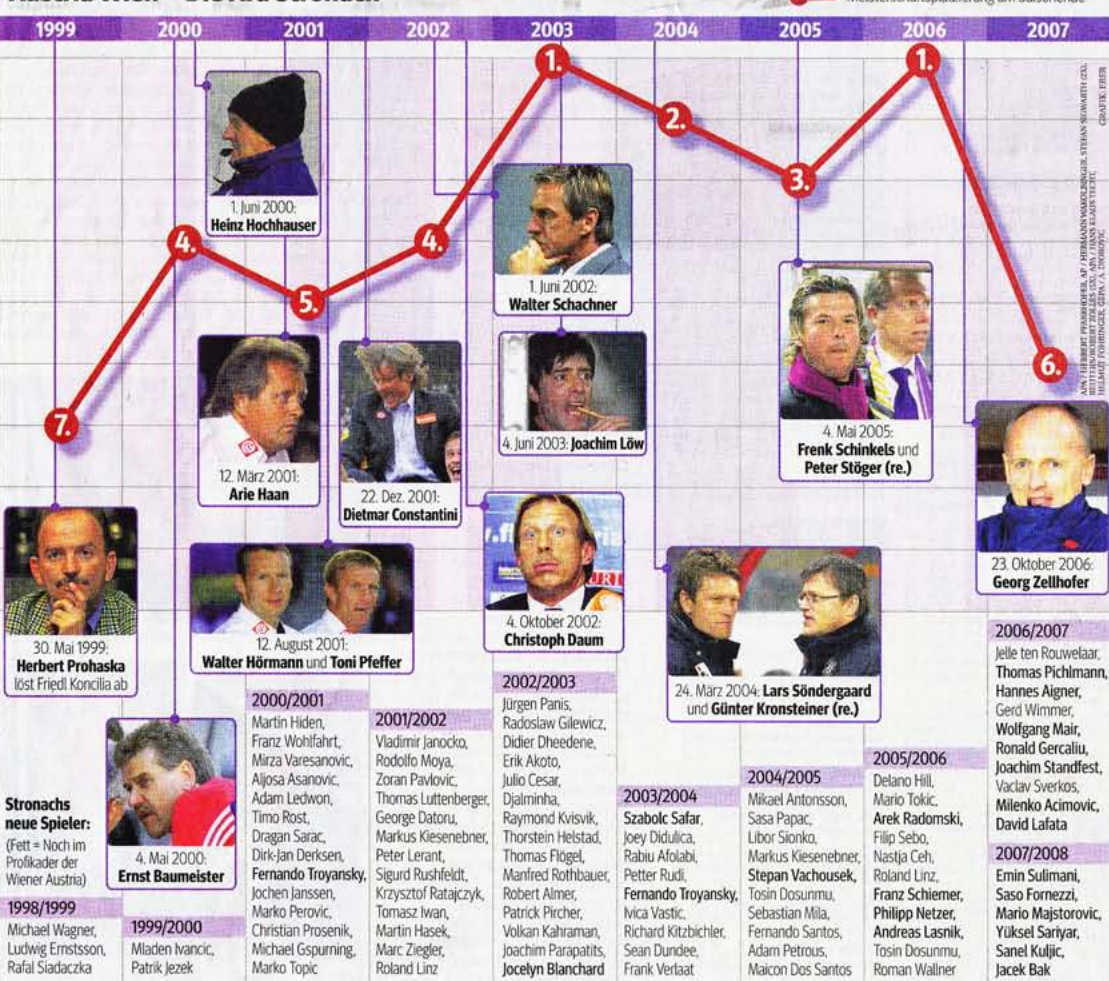 1999
2000
2001
2002
2003
2004
2005
2006
2007
7.
4.
5.
4.
1.
2.
3.
1.
6.
1. Juni 2000:
Heinz Hochhauser
1. Juni 2002:
Walter Schachner
12. März 2001:
Arie Haan
22. Dez. 2001:
Dietmar Constantini
4. Juni 2003: Joachim Löw
4. Mai 2005:
Frenk Schinkels und
Peter Stöger (re.)
23. Oktober 2006:
Georg Zellhofer
30. Mai 1999:
Herbert Prohaska
löst Friedl Koncilia ab
12. August 2001:
Walter Hörmann und Toni Pfeffer
4. Oktober 2002:
Christoph Daum
24. März 2004: Lars Söndergaard
und Günter Kronsteiner (re.)
4. Mai 2000:
Ernst Baumeister
Stronachs
neue Spieler:
(Fett = Noch im
Profikader der
Wiener Austria)
1998/1999
Michael Wagner,
Ludwig Ernstsson,
Rafal Siadaczka
1999/2000
Mladen Ivancic,
Patrik Jezek
2000/2001
Martin Hiden,
Franz Wohlfahrt,
Mirza Varesanovic,
Aljosa Asanovic,
Adam Ledwon,
Timo Rost,
Dragan Sarac,
Dirk-Jan Derksen,
Fernando Troyansky,
Jochen Janssen,
Marko Perovic,
Christian Prosenik,
Michael Gspurning,
Marko Topic
2001/2002
Vladimir Janocko,
Rodolfo Moya,
Zoran Pavlovic,
Thomas Luttenberger,
George Datoru,
Markus Kiesenebner,
Peter Lerant,
Sigurd Rushfeldt,
Krzysztof Ratajczyk,
Tomasz Iwan,
Martin Hasek,
Marc Ziegler,
Roland Linz
2002/2003
Jürgen Panis,
Radoslaw Gilewicz,
Didier Dheedene,
Erik Akoto,
Julio Cesar,
Djalminha,
Raymond Kvisvik,
Thorstein Helstad,
Thomas Flögel,
Manfred Rothbauer,
Robert Almer,
Patrick Pircher,
Volkan Kahraman,
Joachim Parapatits,
Jocelyn Blanchard
2003/2004
Szabolc Safar,
Joey Didulica,
Rabiu Afolabi,
Petter Rudi,
Fernando Troyansky,
Ivica Vastic,
Richard Kitzbichler,
Sean Dundee,
Frank Verlaat
2004/2005
Mikael Antonsson,
Sasa Papac,
Libor Sionko,
Markus Kiesenebner,
Stepan Vachousek,
Tosin Dosunmu,
Sebastian Mila,
Fernando Santos,
Adam Petrous,
Maicon Dos Santos
2005/2006
Delano Hill,
Mario Tokic,
Arek Radomski,
Filip Sebo,
Nastja Ceh,
Roland Linz,
Franz Schiemer,
Philipp Netzer,
Andreas Lasnik,
Tosin Dosunmu,
Roman Wallner
2006/2007
Jelle ten Rouwelaar,
Thomas Pichlmann,
Hannes Aigner,
Gerd Wimmer,
Wolfgang Mair,
Ronald Gercaliu,
Joachim Standfest,
Vaclav Sverkos,
Milenko Acimovic,
David Lafata
2007/2008
Emin Sulimani,
Saso Fornezzi,
Mario Majstorovic,
Yüksel Sariyar,
Sanel Kuljic,
Jacek Bak